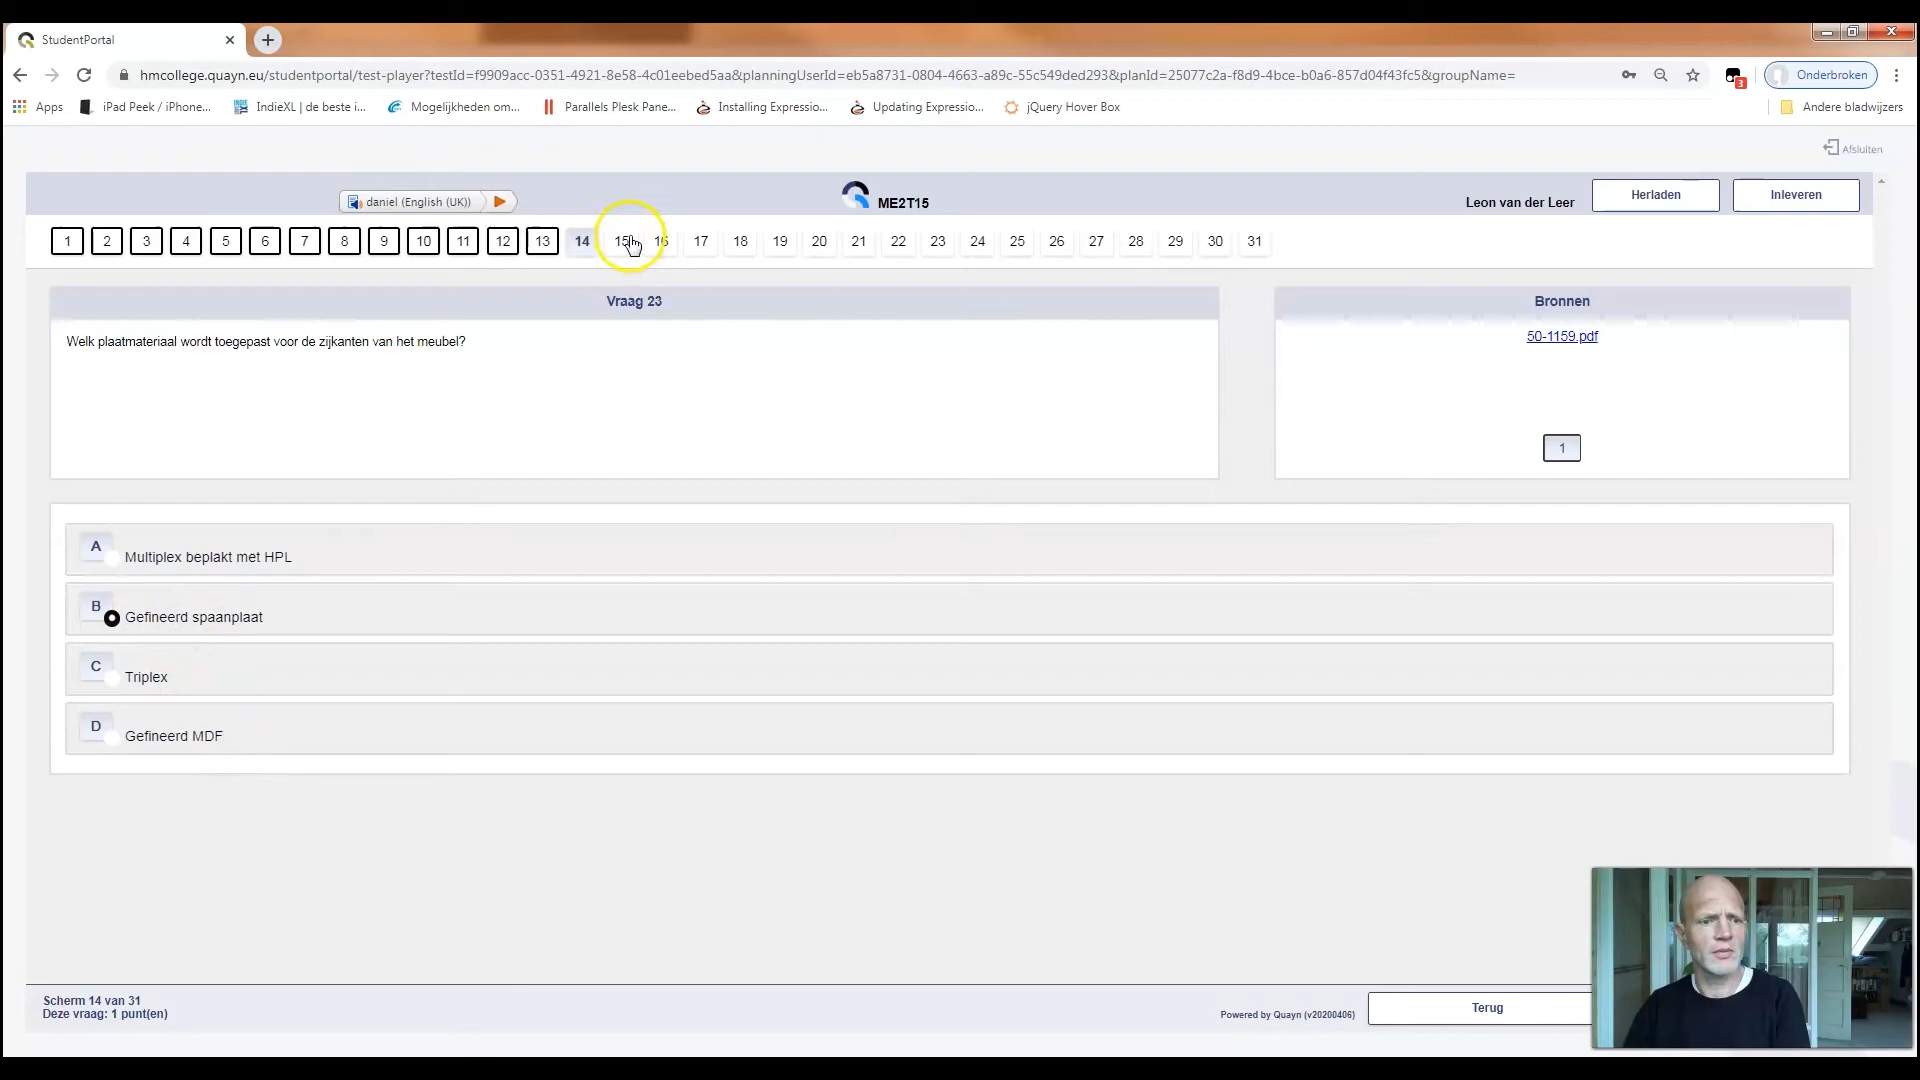 StudentPortal
hmcollege.quayn.eu/studentportal/test-player?testId=f9909acc-0351-4921-8e58-4c01eebed5aa&planningUserId=eb5a8731-0804-4663-a89c-55c549ded293&planId=25077c2a-f8d9-4bce-b0a6-857d04f43fc5&groupName=
3
Onderbroken
Apps
iPad Peek / iPhone...
IndieXL | de beste i...
Mogelijkheden om...
Parallels Plesk Pane...
Installing Expressio...
Updating Expressio...
jQuery Hover Box
Andere bladwijzers
Afsluiten
daniel (English (UK))
ME2T15
Leon van der Leer
Herladen
Inleveren
1 2 3 4 5 6 7 8 9 10 11 12 13 14 15 16 17 18 19 20 21 22 23 24 25 26 27 28 29 30 31
Vraag 23
Welk plaatmateriaal wordt toegepast voor de zijkanten van het meubel?
Bronnen
50-1159.pdf
1
A Multiplex beplakt met HPL
B Gefineerd spaanplaat
C Triplex
D Gefineerd MDF
Scherm 14 van 31
Deze vraag: 1 punt(en)
Powered by Quayn (v20200406)
Terug